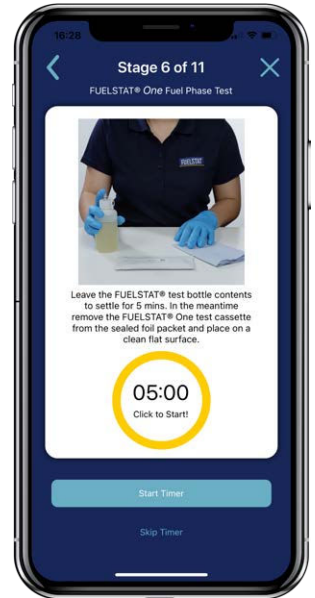 16:28
Stage 6 of 11
FUELSTAT® One Fuel Phase Test
FUELSTAT
Leave the FUELSTAT® test bottle contents
to settle for 5 mins. In the meantime
remove the FUELSTAT® One test cassette
from the sealed foil packet and place on a
clean flat surface.
05:00
Click to Start!
Start Timer
Skip Timer